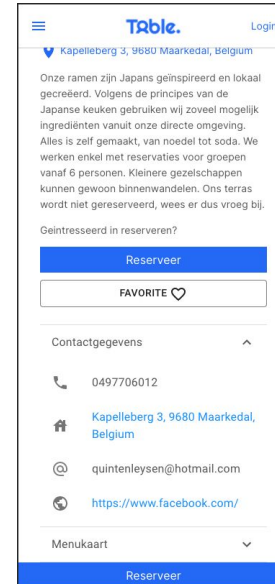 Table.
Login
Kapelleberg 3, 9680 Maarkedal, Belgium
Onze ramen zijn Japans geïnspireerd en lokaal
gecreëerd. Volgens de principes van de
Japanse keuken gebruiken wij zoveel mogelijk
ingrediënten vanuit onze directe omgeving.
Alles is zelf gemaakt, van noedel tot soda. We
werken enkel met reservaties voor groepen
vanaf 6 personen. Kleinere gezelschappen
kunnen gewoon binnenwandelen. Ons terras
wordt niet gereserveerd, wees er dus vroeg bij.
Geintresseerd in reserveren?
Reserveer
FAVORITE
Contactgegevens
0497706012
Kapelleberg 3, 9680 Maarkedal,
Belgium
quintenleysen@hotmail.com
https://www.facebook.com/
Menukaart
Reserveer